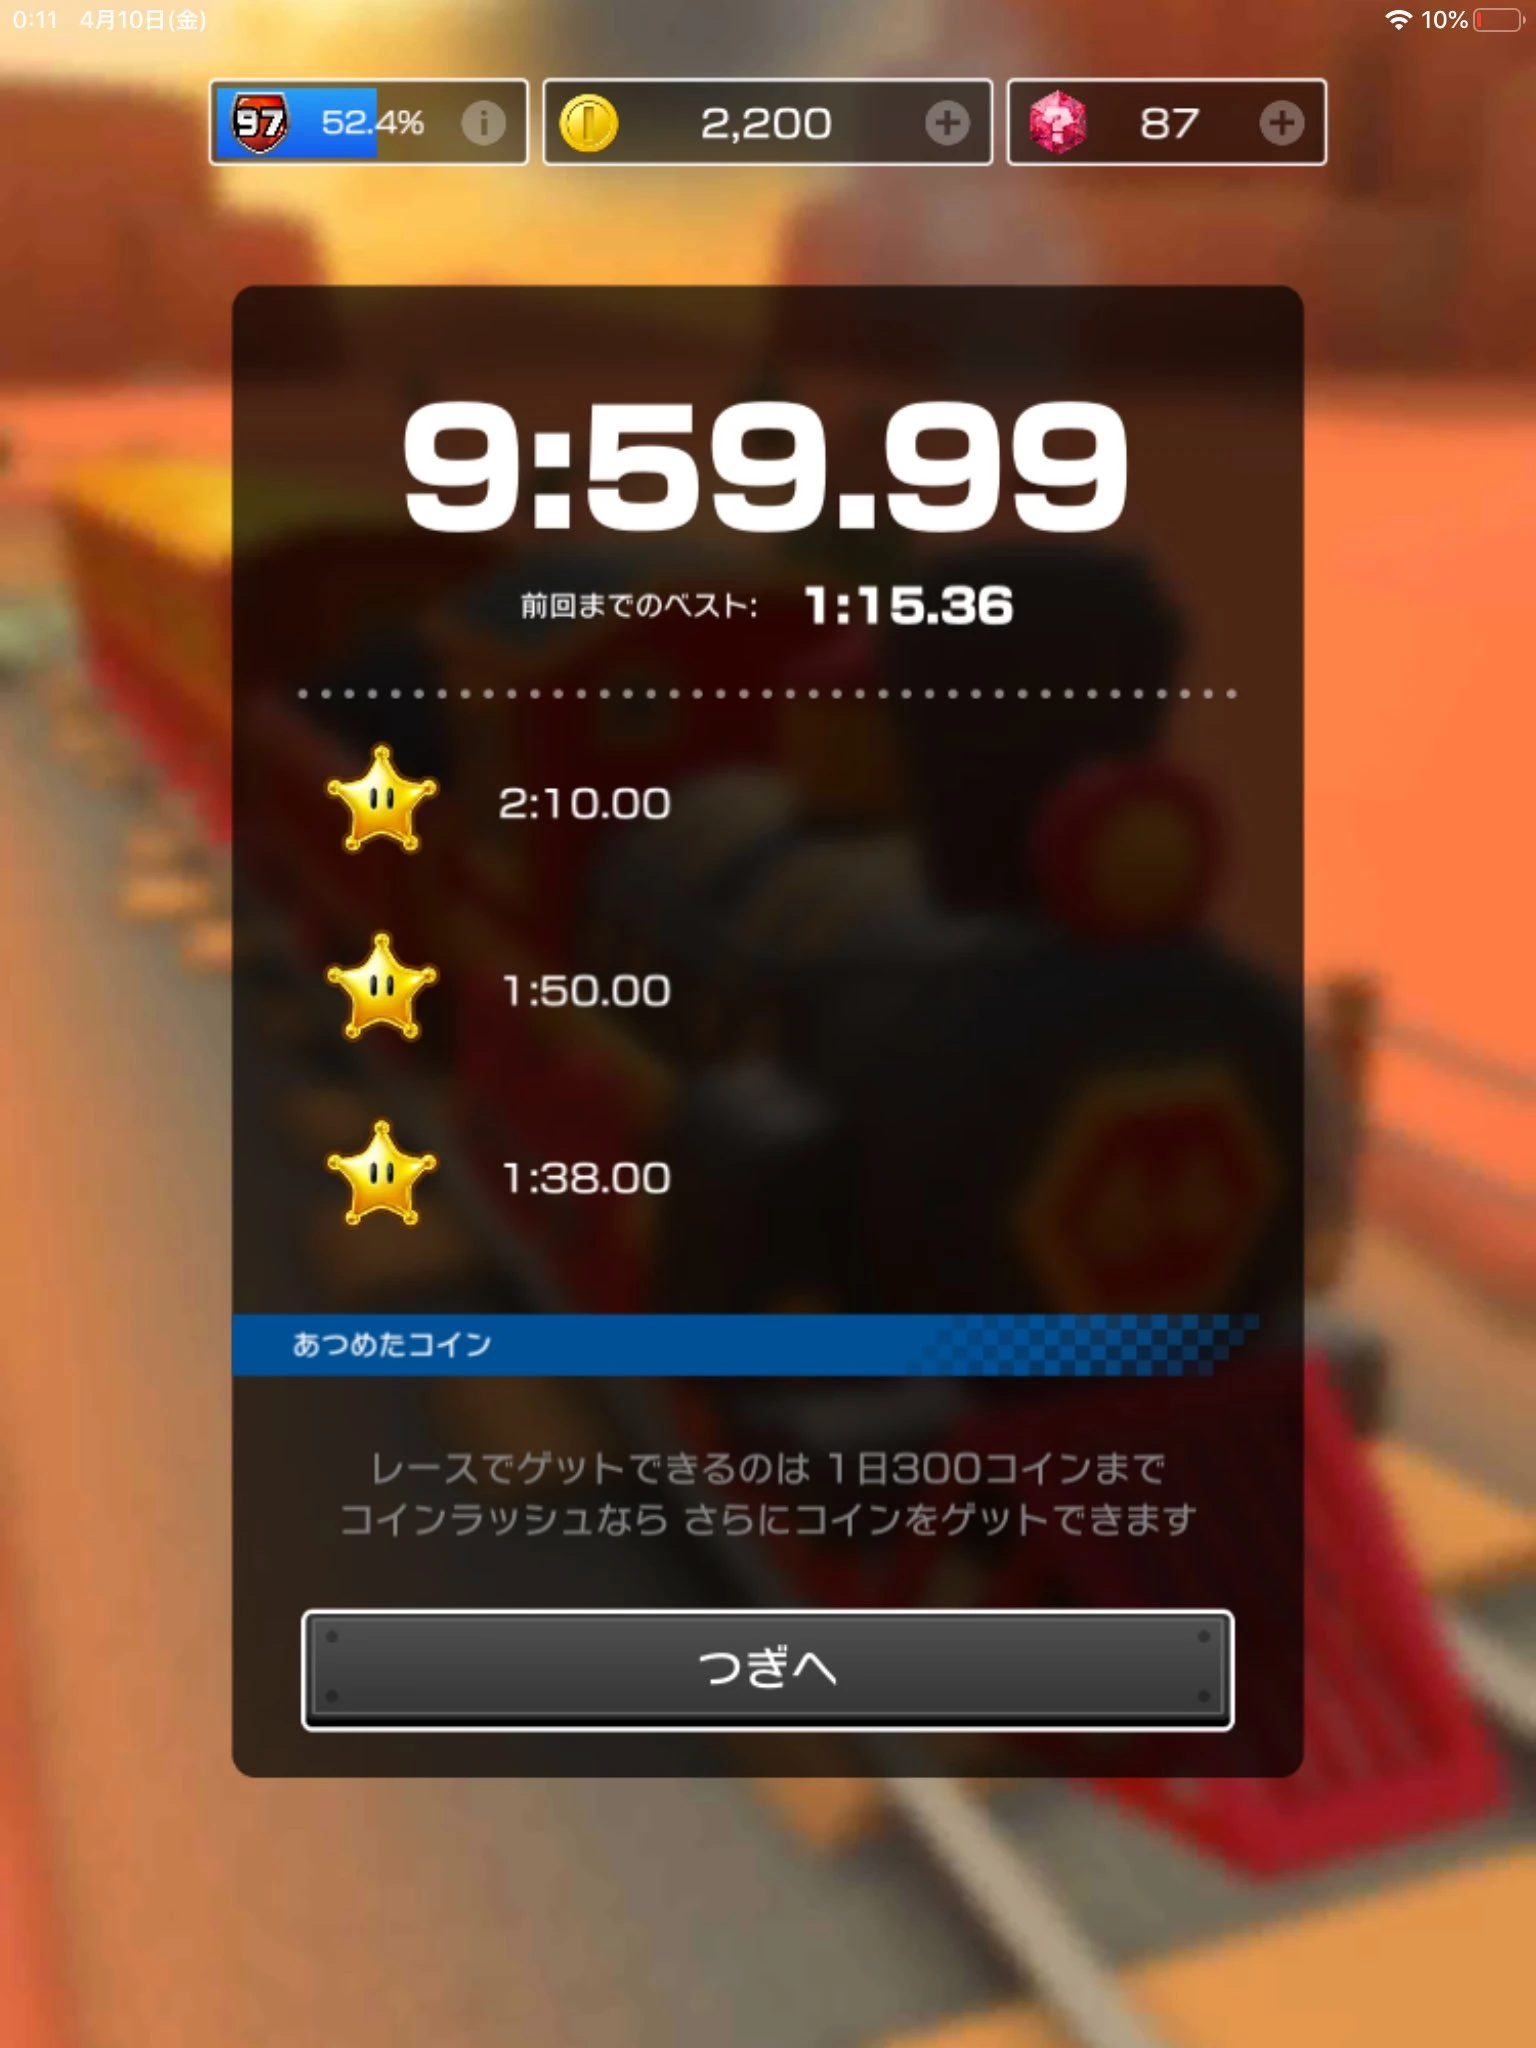 0:11 4月10日(金) 10%
97 52.4% i 2,200 + ? 87 +
9:59.99
前回までのベスト: 1:15.36
2:10.00
1:50.00
1:38.00
あつめたコイン
レースでゲットできるのは 1日300コインまで
コインラッシュなら さらにコインをゲットできます
つぎへ